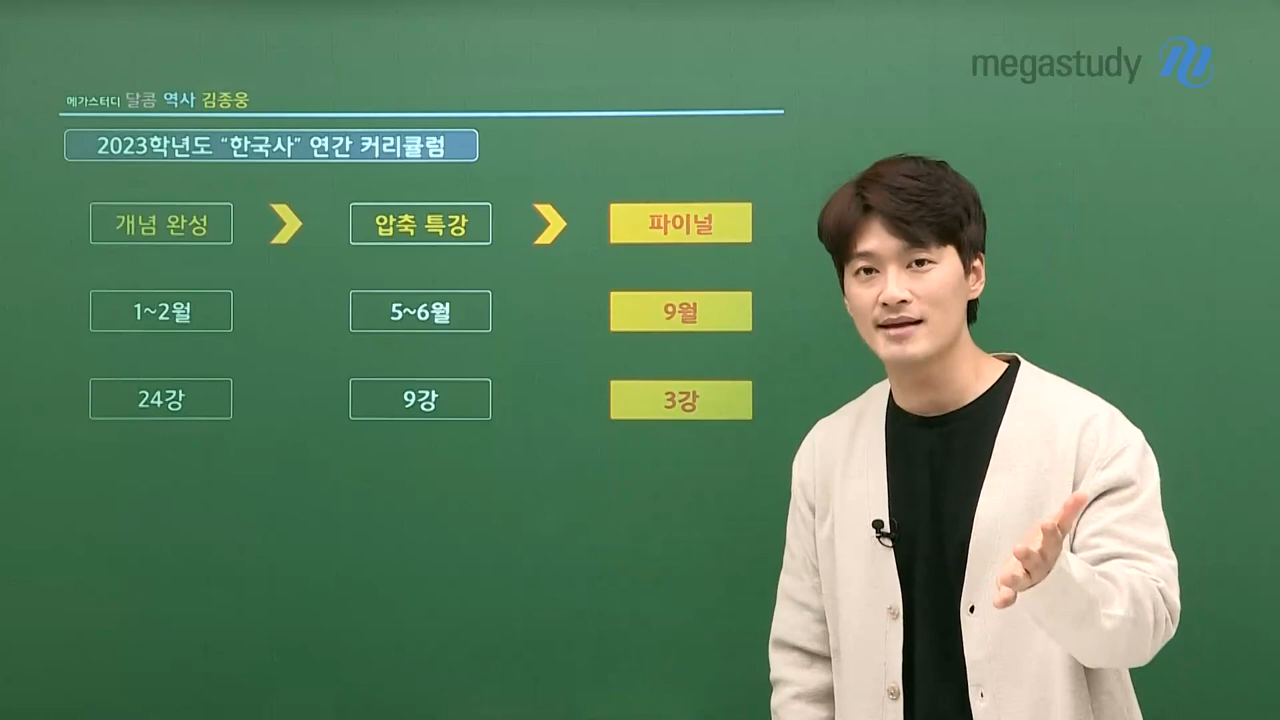 megastudy
메가스터디 달콤 역사 김종웅
2023학년도 “한국사” 연간 커리큘럼
개념 완성
압축 특강
파이널
1~2월
5~6월
9월
24강
9강
3강